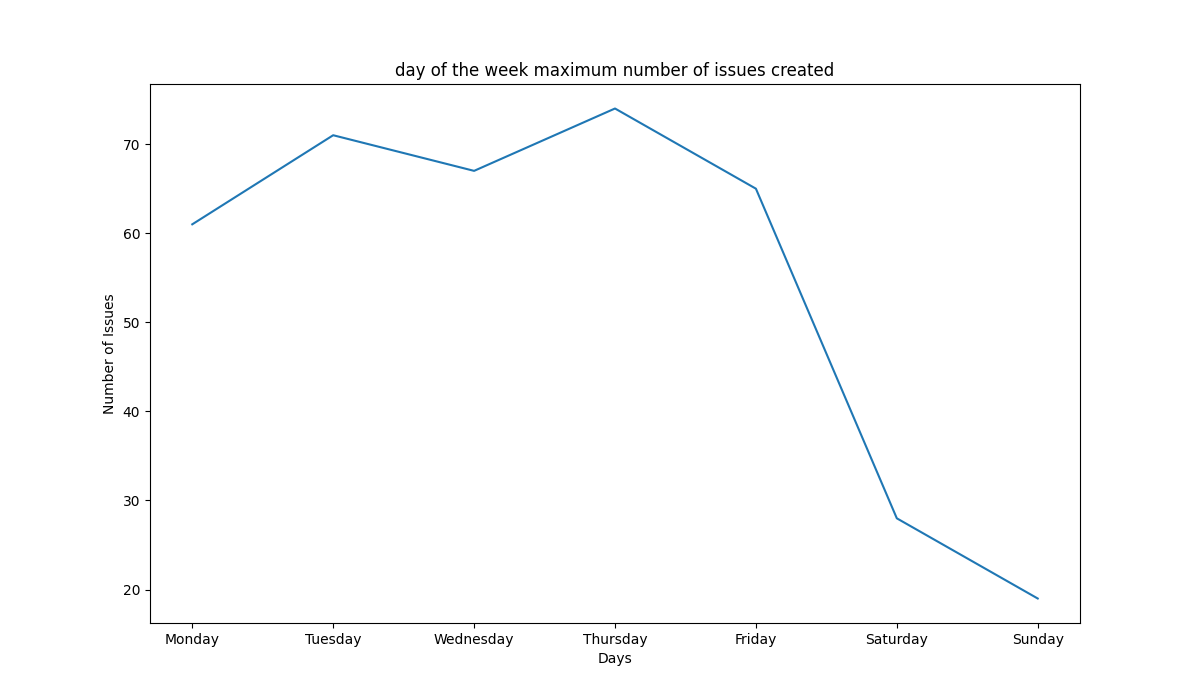 day of the week maximum number of issues created
Number of Issues
70
60
50
40
30
20
Monday Tuesday Wednesday Thursday Friday Saturday Sunday
Days